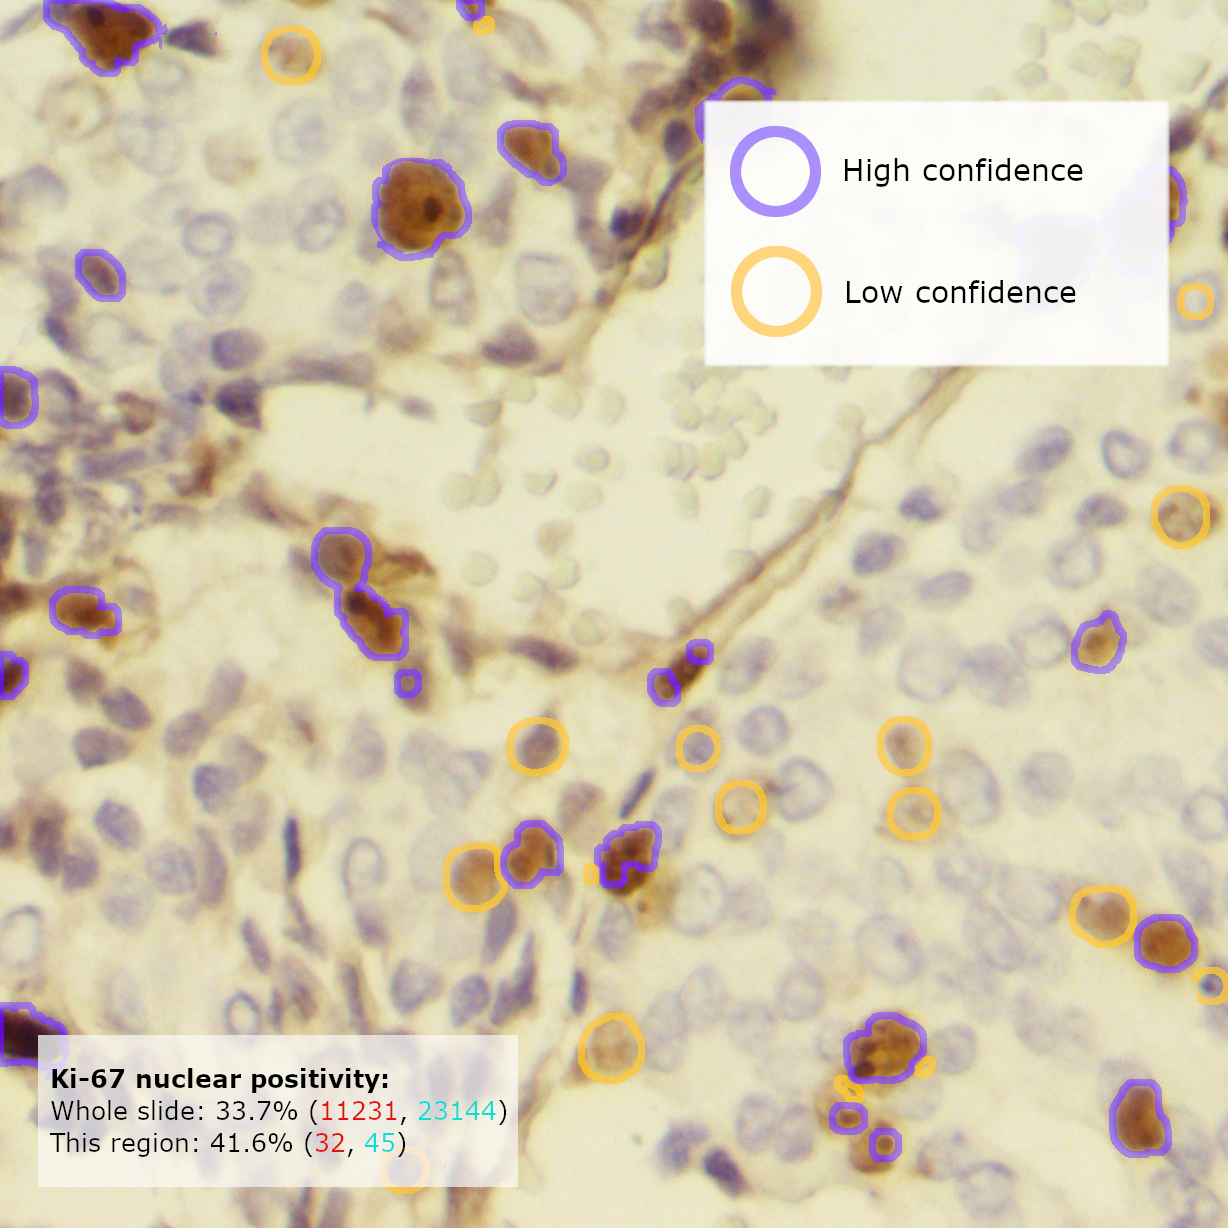 High confidence
Low confidence
Ki-67 nuclear positivity:
Whole slide: 33.7% (11231, 23144)
This region: 41.6% (32, 45)